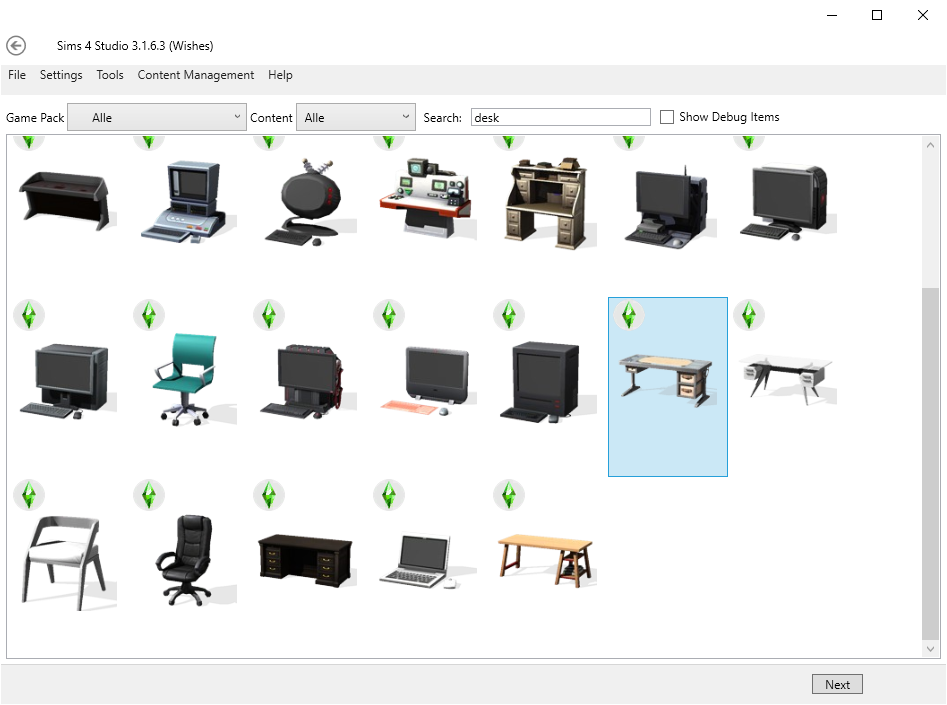 Sims 4 Studio 3.1.6.3 (Wishes)
File Settings Tools Content Management Help
Game Pack Alle Content Alle Search: desk Show Debug Items
Next